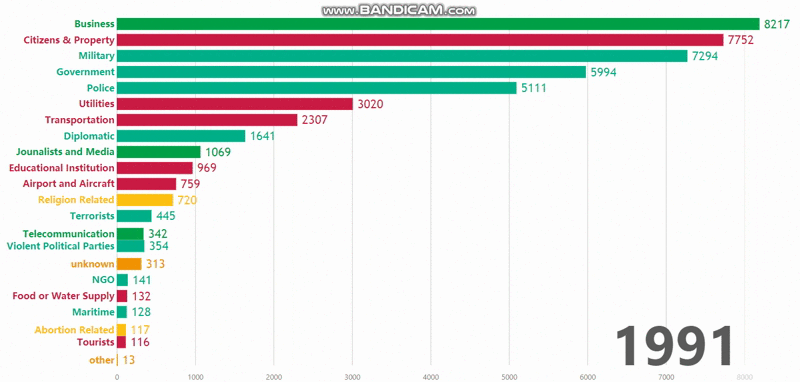 www.BANDICAM.com
Business 8217
Citizens & Property 7752
Military 7294
Government 5994
Police 5111
Utilities 3020
Transportation 2307
Diplomatic 1641
Jounalists and Media 1069
Educational Institution 969
Airport and Aircraft 759
Religion Related 720
Terrorists 445
Telecommunication 342
Violent Political Parties 354
unknown 313
NGO 141
Food or Water Supply 132
Maritime 128
Abortion Related 117
Tourists 116
other 13
1991
0 1000 2000 3000 4000 5000 6000 7000 8000